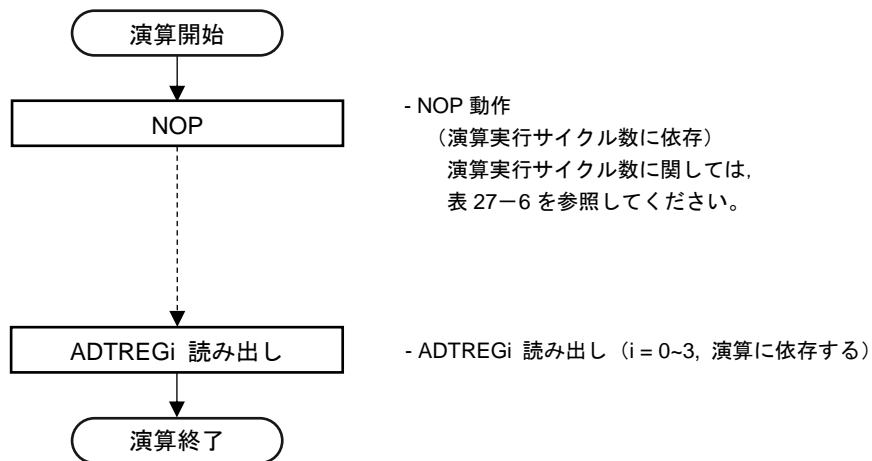 演算開始
NOP
- NOP 動作
（演算実行サイクル数に依存）
演算実行サイクル数に関しては,
表 27－6 を参照してください。
ADTREGi 読み出し
- ADTREGi 読み出し（i = 0~3, 演算に依存する）
演算終了